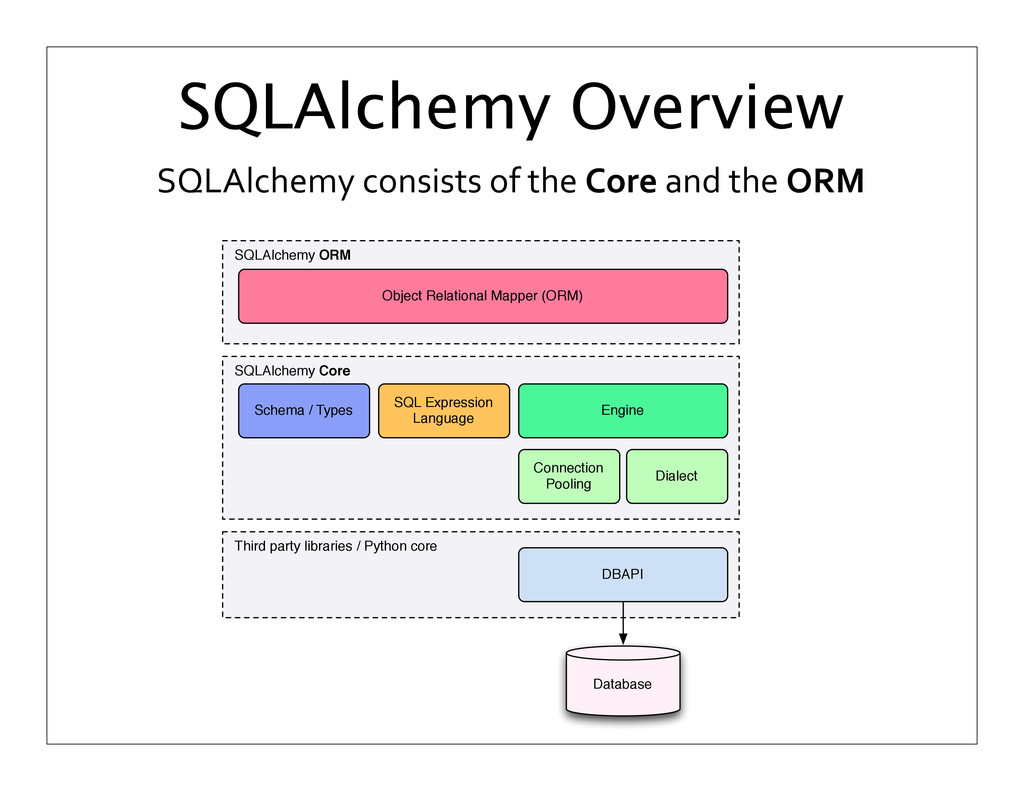 SQLAlchemy Overview
SQLAlchemy consists of the Core and the ORM
SQLAlchemy ORM
Object Relational Mapper (ORM)
SQLAlchemy Core
Schema / Types
SQL Expression
Language
Engine
Connection
Pooling
Dialect
Third party libraries / Python core
DBAPI
Database